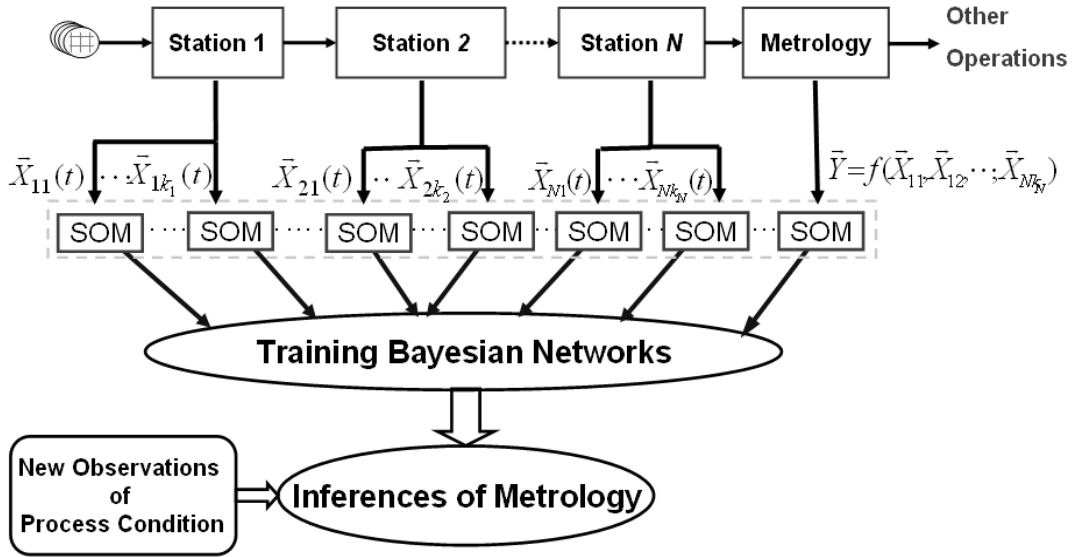 Station 1
Station 2
Station N
Metrology
Other
Operations
X⃗₁₁(t) ··· X⃗₁ₖ₁(t)
X⃗₂₁(t) ·· X⃗₂ₖ₂(t)
X⃗N1(t) ··· X⃗NkN(t)
Y⃗=f(X⃗₁₁,X⃗₁₂,··;X⃗NkN)
SOM ···· SOM ····· SOM ···· SOM ··· SOM ·· SOM ··· SOM
Training Bayesian Networks
New Observations
of
Process Condition
Inferences of Metrology